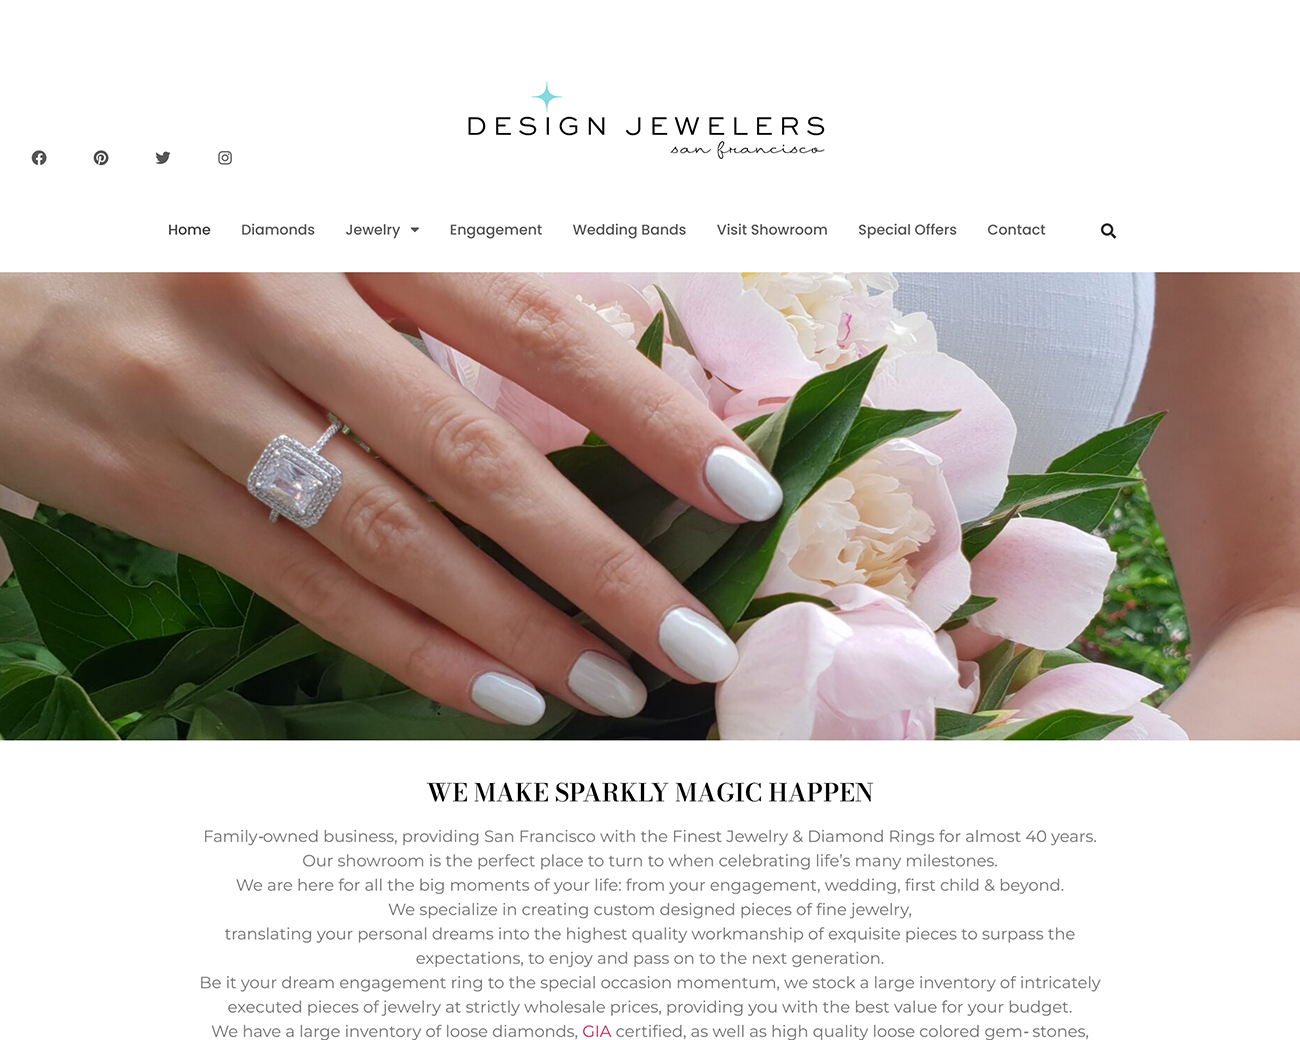 DESIGN JEWELERS
san francisco
Home Diamonds Jewelry Engagement Wedding Bands Visit Showroom Special Offers Contact
WE MAKE SPARKLY MAGIC HAPPEN
Family-owned business, providing San Francisco with the Finest Jewelry & Diamond Rings for almost 40 years.
Our showroom is the perfect place to turn to when celebrating life’s many milestones.
We are here for all the big moments of your life: from your engagement, wedding, first child & beyond.
We specialize in creating custom designed pieces of fine jewelry,
translating your personal dreams into the highest quality workmanship of exquisite pieces to surpass the
expectations, to enjoy and pass on to the next generation.
Be it your dream engagement ring to the special occasion momentum, we stock a large inventory of intricately
executed pieces of jewelry at strictly wholesale prices, providing you with the best value for your budget.
We have a large inventory of loose diamonds, GIA certified, as well as high quality loose colored gem- stones,